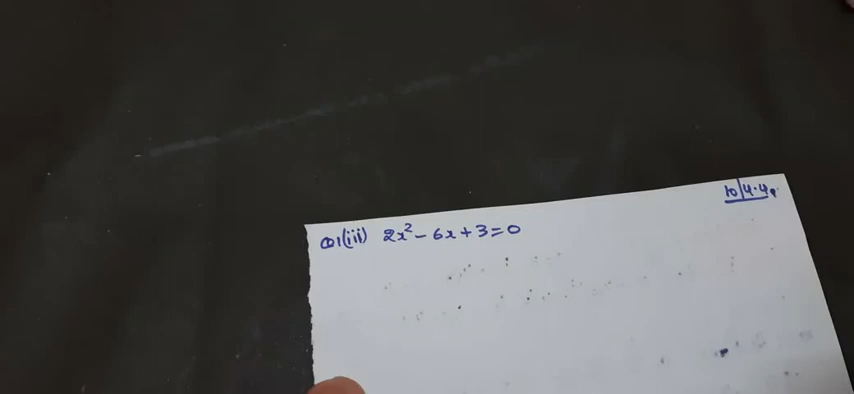 10/4.4
Q1(iii) 2x² - 6x + 3 = 0